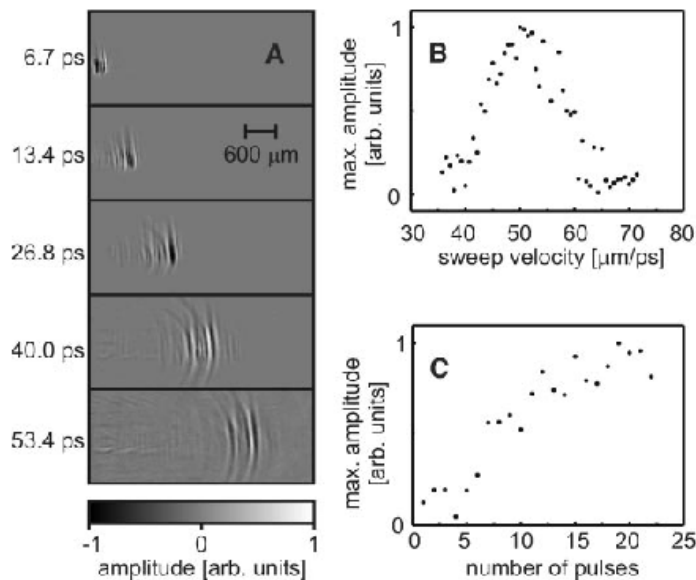 A
6.7 ps
13.4 ps
600 μm
26.8 ps
40.0 ps
53.4 ps
-1 0 1
amplitude [arb. units]
B
max. amplitude
[arb. units]
1
0
30 40 50 60 70 80
sweep velocity [μm/ps]
C
max. amplitude
[arb. units]
1
0
0 5 10 15 20 25
number of pulses